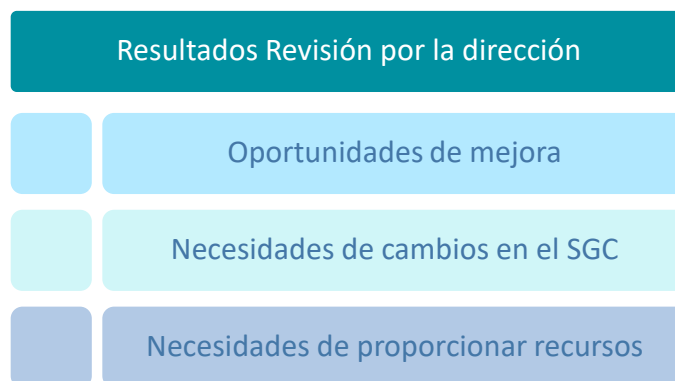 Resultados Revisión por la dirección
Oportunidades de mejora
Necesidades de cambios en el SGC
Necesidades de proporcionar recursos